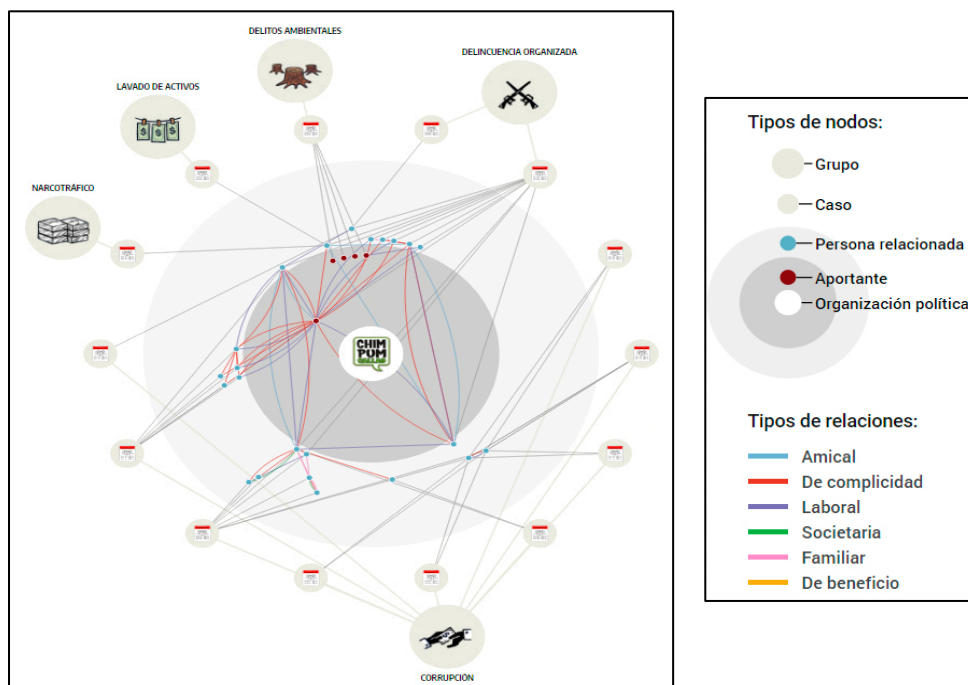 DELITOS AMBIENTALES
DELINCUENCIA ORGANIZADA
LAVADO DE ACTIVOS
NARCOTRÁFICO
CHIM
PUM
CALLAO
CORRUPCIÓN
Tipos de nodos:
Grupo
Caso
Persona relacionada
Aportante
Organización política
Tipos de relaciones:
Amical
De complicidad
Laboral
Societaria
Familiar
De beneficio